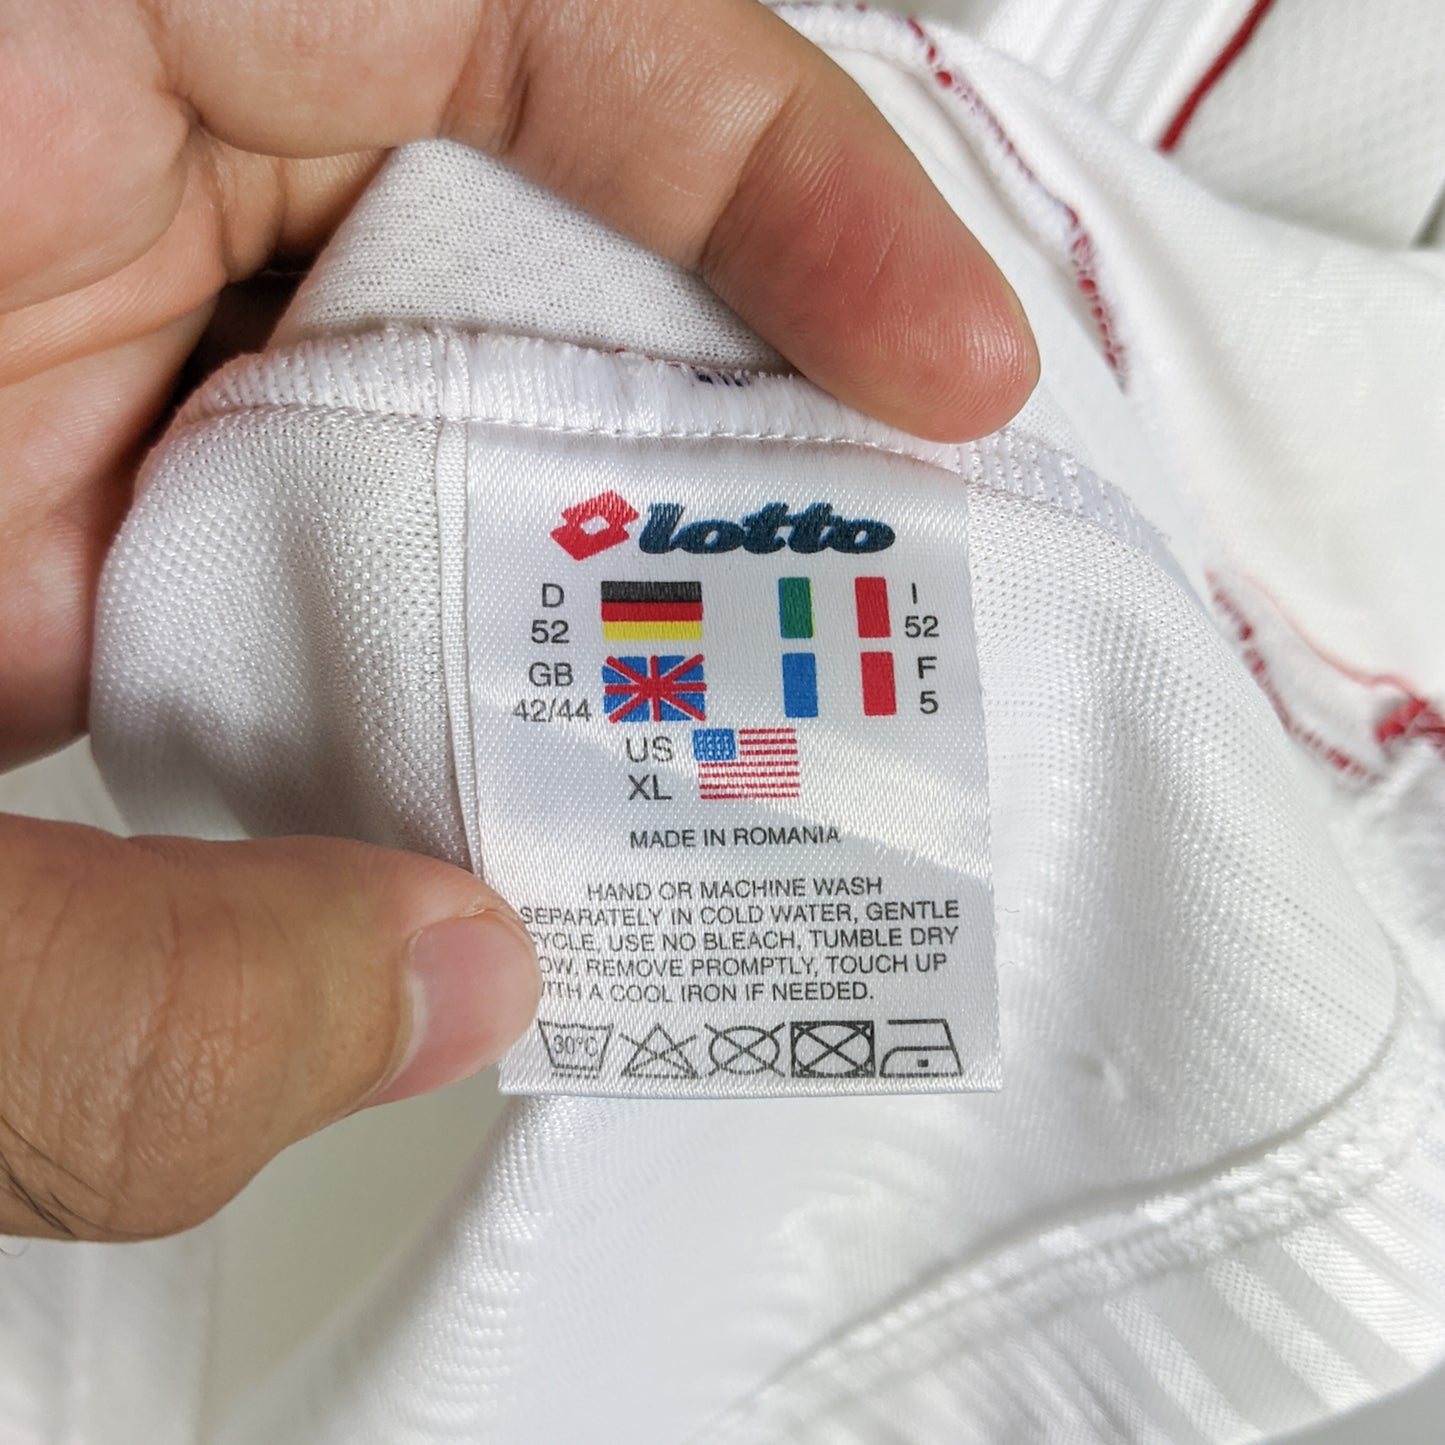 lotto
D I
52 52
GB F
42/44 5
US
XL
MADE IN ROMANIA
HAND OR MACHINE WASH
SEPARATELY IN COLD WATER, GENTLE
CYCLE, USE NO BLEACH, TUMBLE DRY
OW, REMOVE PROMPTLY, TOUCH UP
WITH A COOL IRON IF NEEDED.
30°C